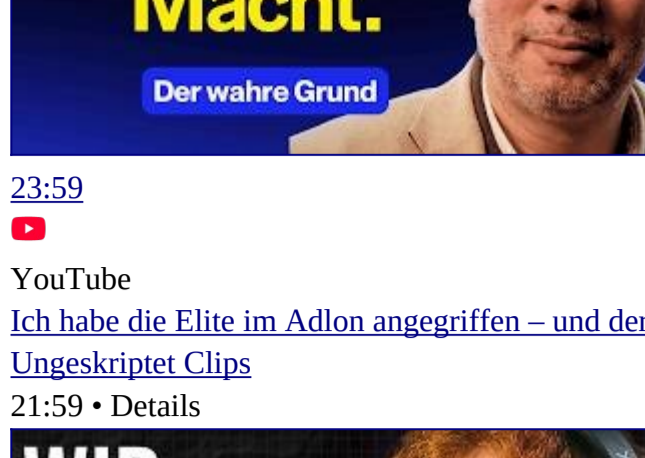 Macht.
Der wahre Grund
23:59
YouTube
Ich habe die Elite im Adlon angegriffen – und der
Ungeskriptet Clips
21:59 • Details
WIR